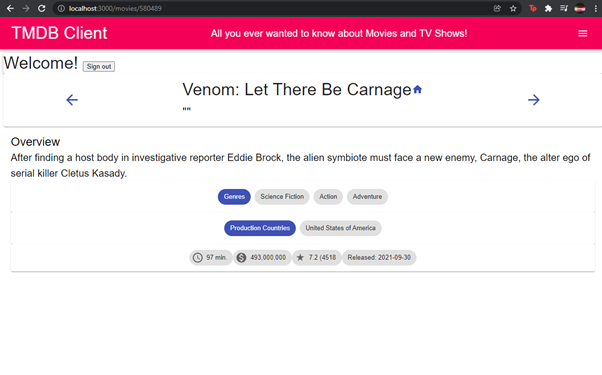 localhost:3000/movies/580489
TMDB Client
All you ever wanted to know about Movies and TV Shows!
Welcome!
Sign out
Venom: Let There Be Carnage
""
Overview
After finding a host body in investigative reporter Eddie Brock, the alien symbiote must face a new enemy, Carnage, the alter ego of
serial killer Cletus Kasady.
Genres Science Fiction Action Adventure
Production Countries United States of America
97 min. 493,000,000 7.2 (4518 Released: 2021-09-30